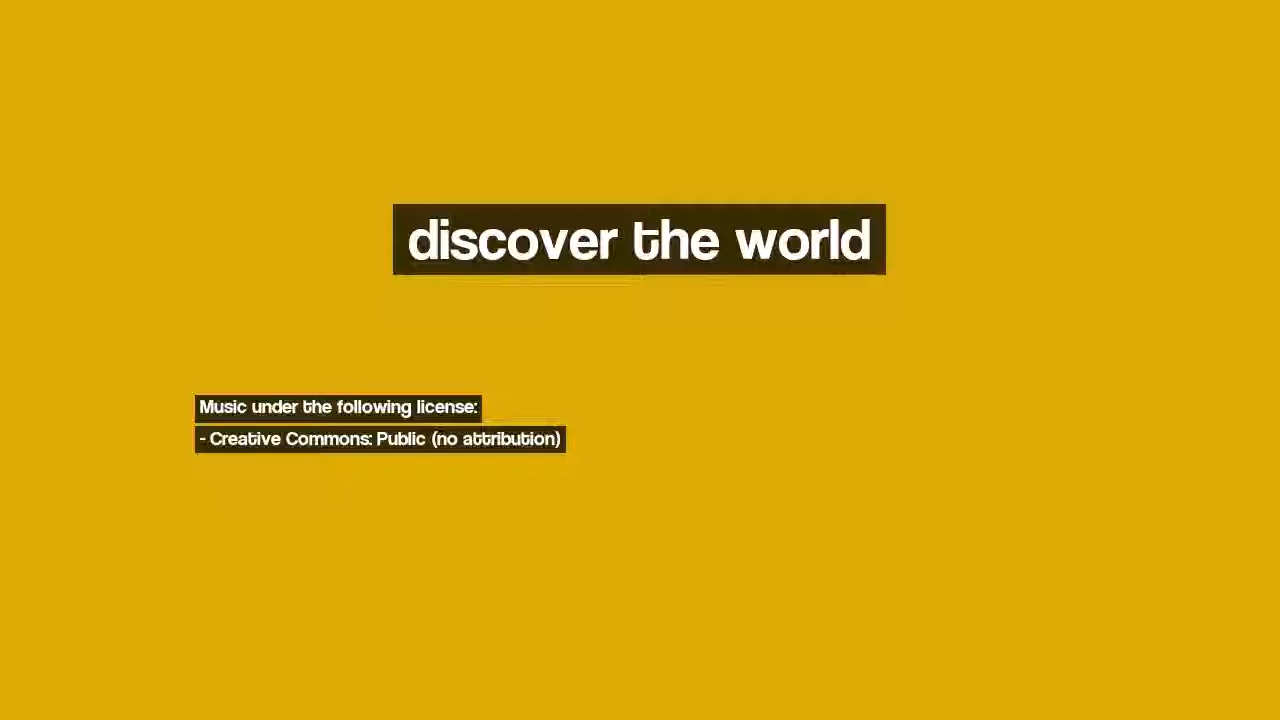 discover the world
Music under the following license:
- Creative Commons: Public (no attribution)